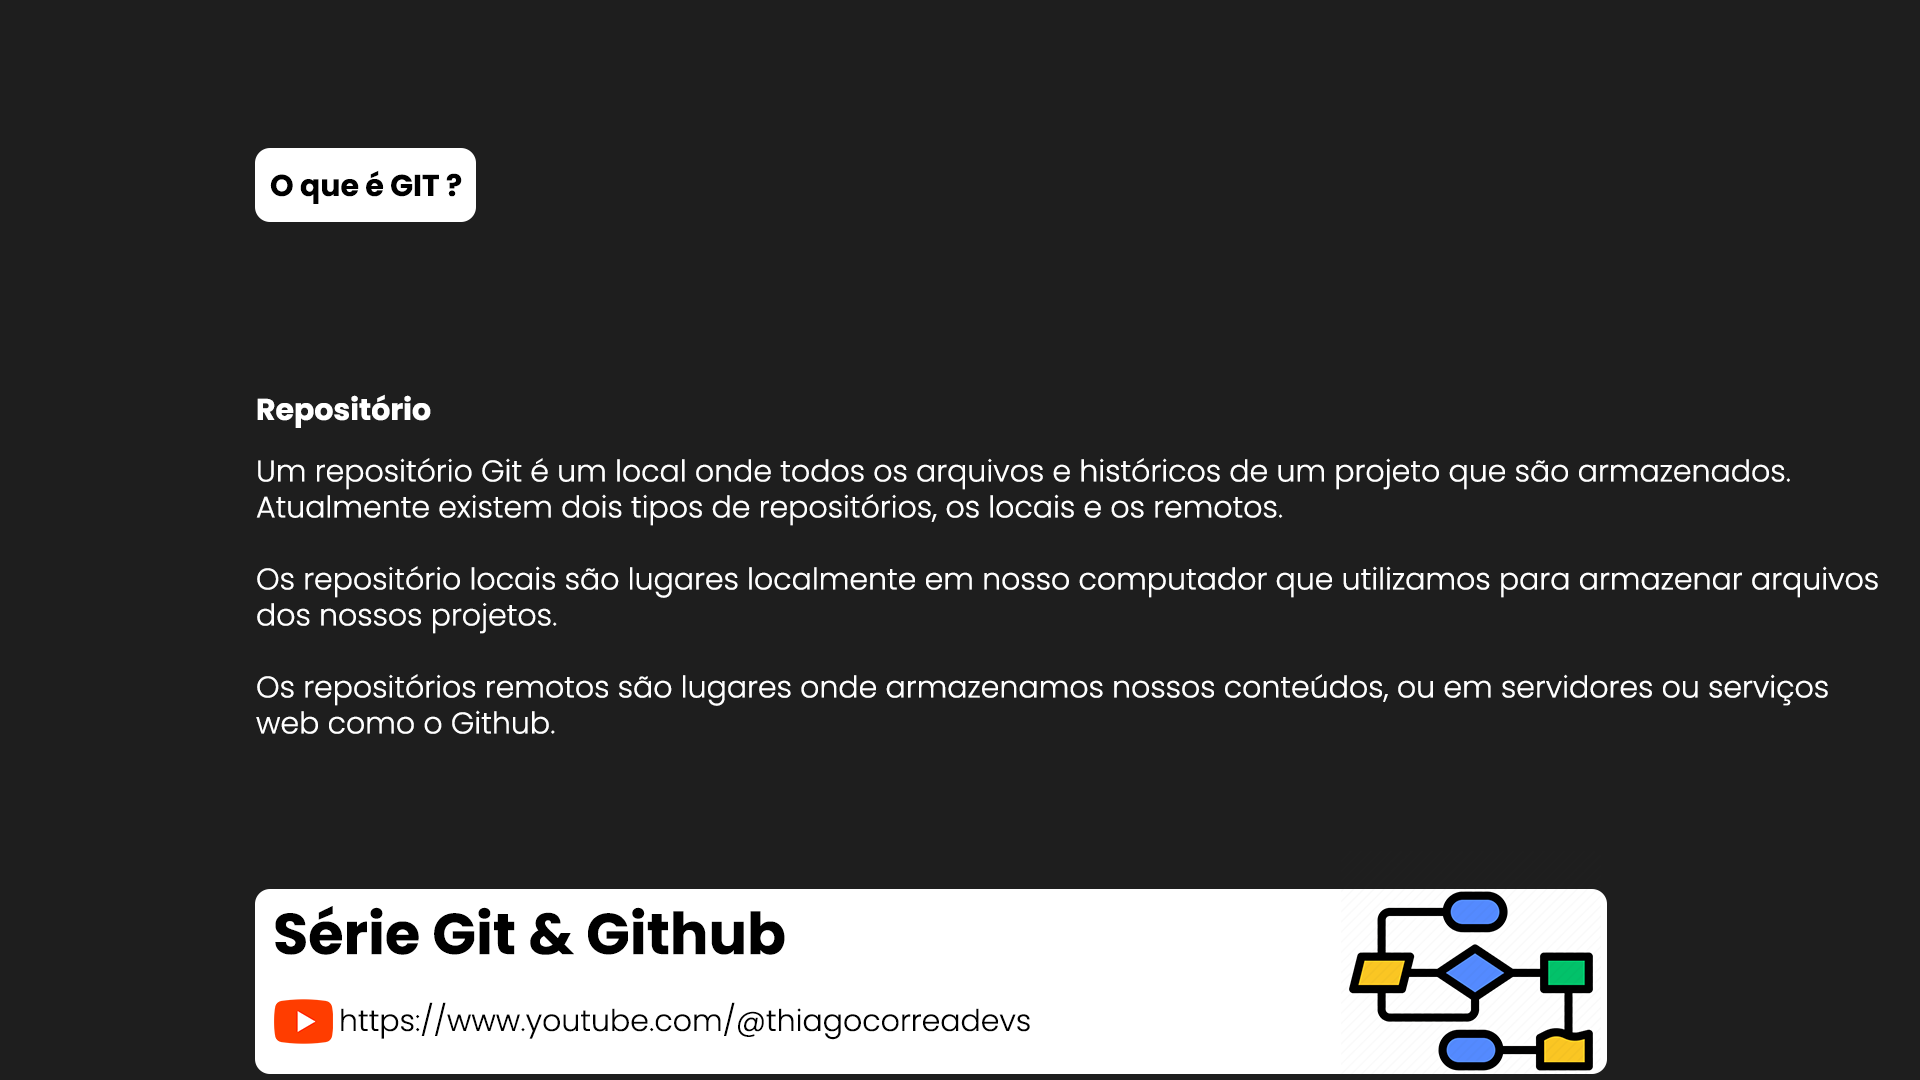 O que é GIT ?
Repositório
Um repositório Git é um local onde todos os arquivos e históricos de um projeto que são armazenados.
Atualmente existem dois tipos de repositórios, os locais e os remotos.
Os repositório locais são lugares localmente em nosso computador que utilizamos para armazenar arquivos
dos nossos projetos.
Os repositórios remotos são lugares onde armazenamos nossos conteúdos, ou em servidores ou serviços
web como o Github.
Série Git & Github
https://www.youtube.com/@thiagocorreadevs